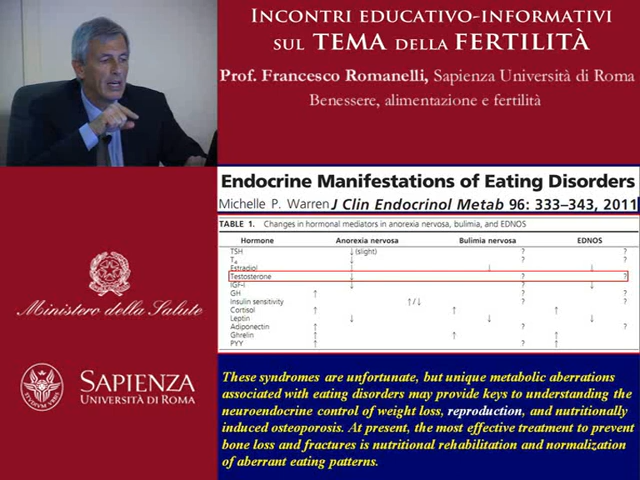 INCONTRI EDUCATIVO-INFORMATIVI
SUL TEMA DELLA FERTILITÀ
Prof. Francesco Romanelli, Sapienza Università di Roma
Benessere, alimentazione e fertilità
Endocrine Manifestations of Eating Disorders
Michelle P. Warren J Clin Endocrinol Metab 96: 333–343, 2011
TABLE 1. Changes in hormonal mediators in anorexia nervosa, bulimia, and EDNOS
Hormone Anorexia nervosa Bulimia nervosa EDNOS
TSH ↓ (slight) ? ?
T4 ↓ ? ?
Estradiol ↓ ↓ ↓
Testosterone ↓ ? ?
IGF-I ↓ ? ↓
GH ↑ ? ?
Insulin sensitivity ↑/↓ ? ?
Cortisol ↑ ↑ ↑
Leptin ↓ ↓ ↓
Adiponectin ↑ ? ?
Ghrelin ↑ ↑ ↑
PYY ↑ ? ?
Ministero della Salute
SAPIENZA
UNIVERSITÀ DI ROMA
These syndromes are unfortunate, but unique metabolic aberrations
associated with eating disorders may provide keys to understanding the
neuroendocrine control of weight loss, reproduction, and nutritionally
induced osteoporosis. At present, the most effective treatment to prevent
bone loss and fractures is nutritional rehabilitation and normalization
of aberrant eating patterns.